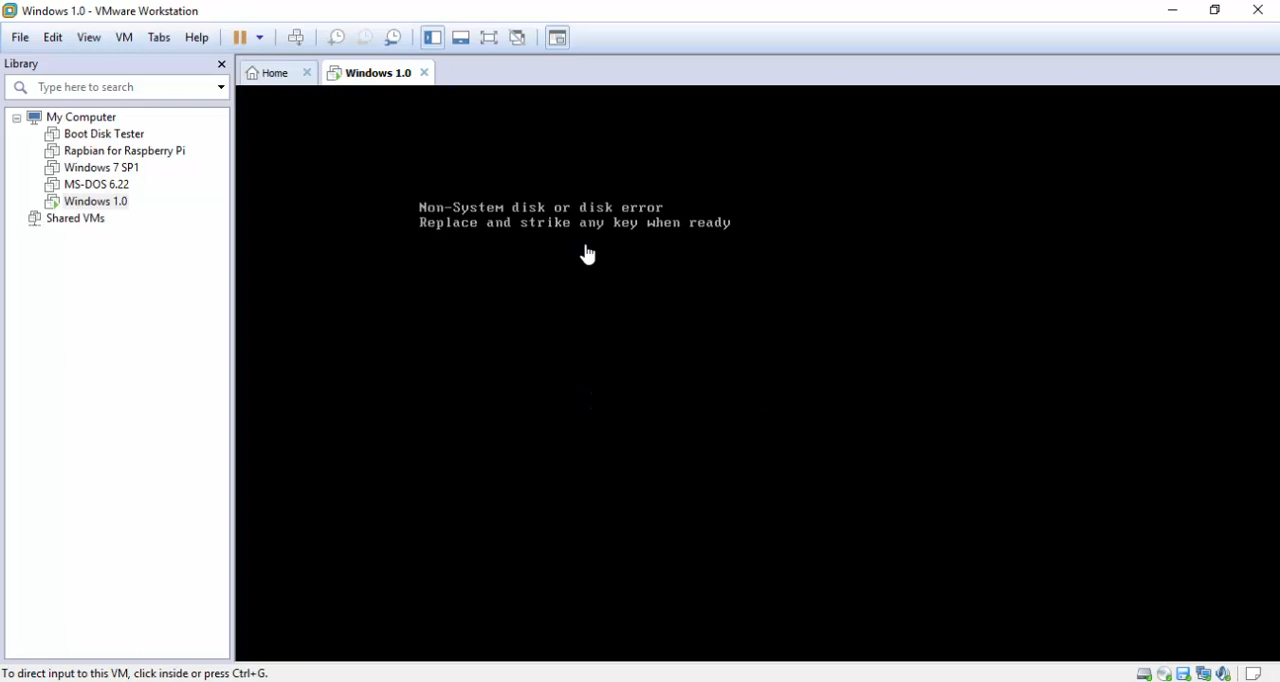 Windows 1.0 - VMware Workstation
File Edit View VM Tabs Help
Library
Type here to search
Home
Windows 1.0
My Computer
Boot Disk Tester
Rapbian for Raspberry Pi
Windows 7 SP1
MS-DOS 6.22
Windows 1.0
Shared VMs
Non-System disk or disk error
Replace and strike any key when ready
To direct input to this VM, click inside or press Ctrl+G.